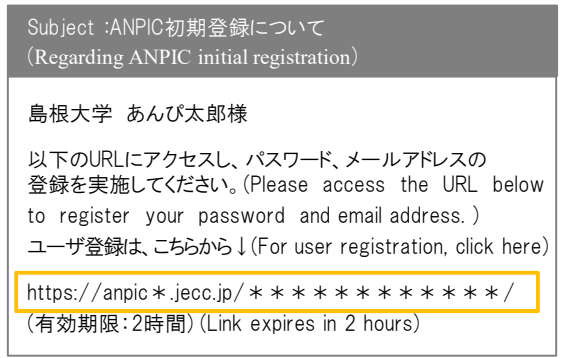 Subject :ANPIC初期登録について
(Regarding ANPIC initial registration)
島根大学 あんぴ太郎様
以下のURLにアクセスし、パスワード、メールアドレスの
登録を実施してください。(Please access the URL below
to register your password and email address.)
ユーザ登録は、こちらから↓(For user registration, click here)
https://anpic＊.jecc.jp/＊＊＊＊＊＊＊＊＊＊＊＊/
(有効期限:2時間)(Link expires in 2 hours)